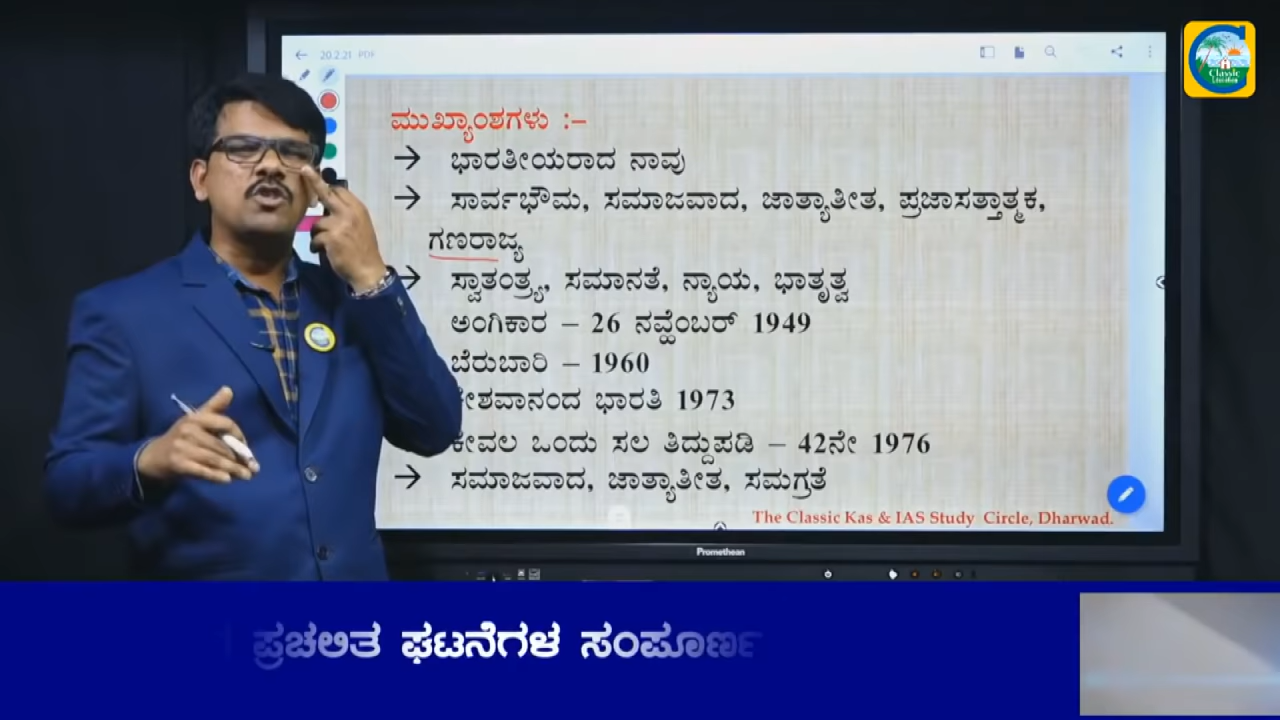 20.2.21 PDF
ಮುಖ್ಯಾಂಶಗಳು :–
→ ಭಾರತೀಯರಾದ ನಾವು
→ ಸಾರ್ವಭೌಮ, ಸಮಾಜವಾದ, ಜಾತ್ಯಾತೀತ, ಪ್ರಜಾಸತ್ತಾತ್ಮಕ,
ಗಣರಾಜ್ಯ
→ ಸ್ವಾತಂತ್ರ್ಯ, ಸಮಾನತೆ, ನ್ಯಾಯ, ಭಾತೃತ್ವ
ಅಂಗಿಕಾರ – 26 ನವ್ಹೆಂಬರ್ 1949
ಬೆರುಬಾರಿ – 1960
ಕೇಶವಾನಂದ ಭಾರತಿ 1973
ಕೇವಲ ಒಂದು ಸಲ ತಿದ್ದುಪಡಿ – 42ನೇ 1976
→ ಸಮಾಜವಾದ, ಜಾತ್ಯಾತೀತ, ಸಮಗ್ರತೆ
The Classic Kas & IAS Study Circle, Dharwad.
Promethean
Classic
ಪ್ರಚಲಿತ ಘಟನೆಗಳ ಸಂಪೂರ್ಣ